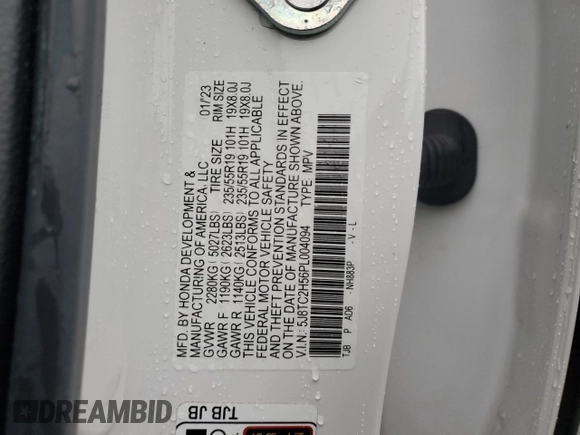 MFD. BY HONDA DEVELOPMENT &
MANUFACTURING OF AMERICA, LLC 01/23
GVWR 2280KG( 5027LBS) TIRE SIZE RIM SIZE
GAWR F 1190KG( 2623LBS) 235/55R19 101H 19X8.0J
GAWR R 1140KG( 2513LBS) 235/55R19 101H 19X8.0J
THIS VEHICLE CONFORMS TO ALL APPLICABLE
FEDERAL MOTOR VEHICLE SAFETY
AND THEFT PREVENTION STANDARDS IN EFFECT
ON THE DATE OF MANUFACTURE SHOWN ABOVE.
V.I.N.: 5J8TC2H56PL004094 TYPE MPV
TJB P A06 -NH883P -V-L
TJB JB
DREAMBID